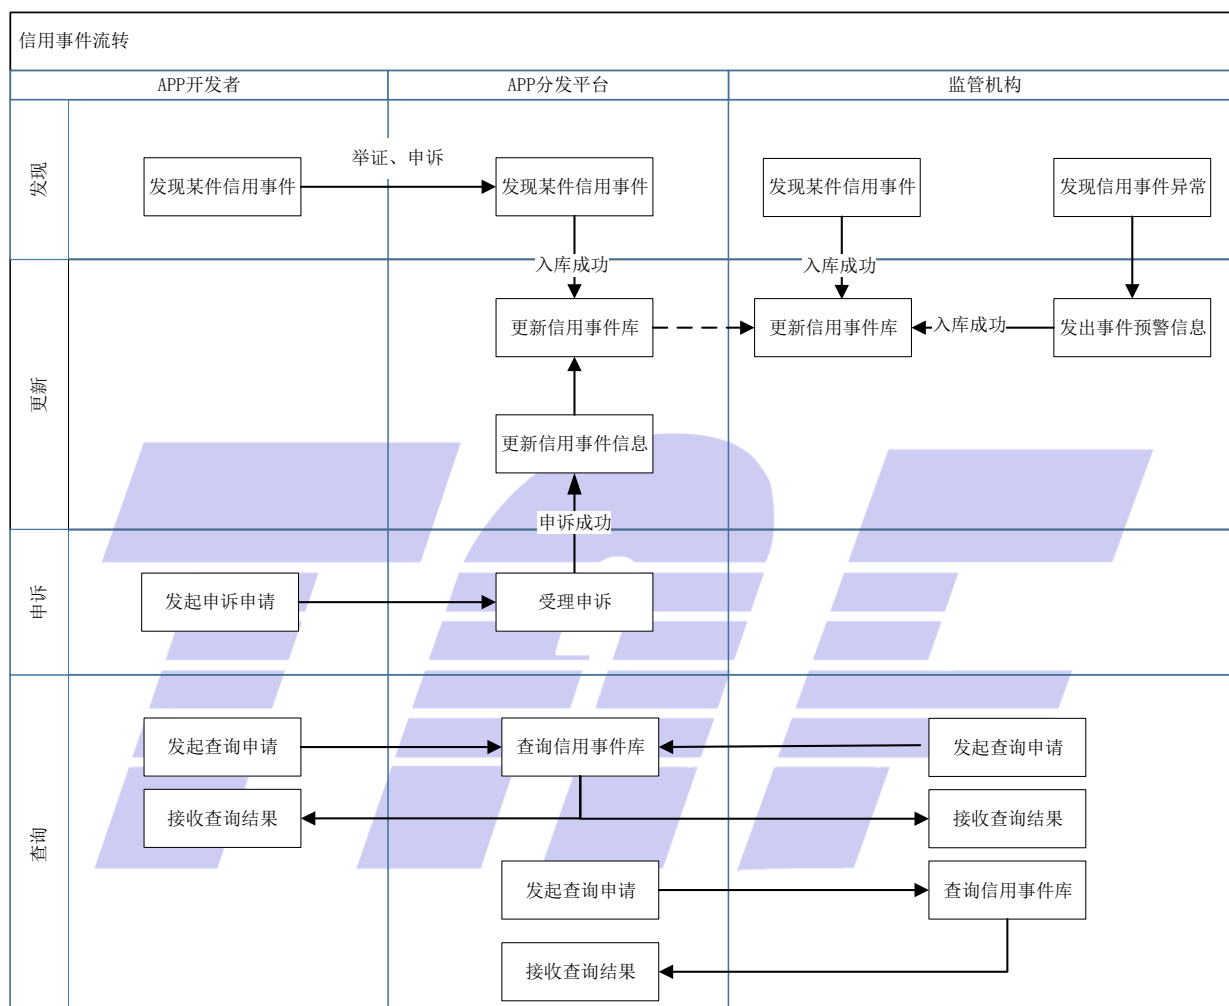 信用事件流转
APP开发者
APP分发平台
监管机构
发现
举证、申诉
发现某件信用事件
发现某件信用事件
发现某件信用事件
发现信用事件异常
入库成功
入库成功
更新
更新信用事件库
更新信用事件库
入库成功
发出事件预警信息
更新信用事件信息
申诉成功
申诉
发起申诉申请
受理申诉
查询
发起查询申请
查询信用事件库
发起查询申请
接收查询结果
接收查询结果
发起查询申请
查询信用事件库
接收查询结果
TAF